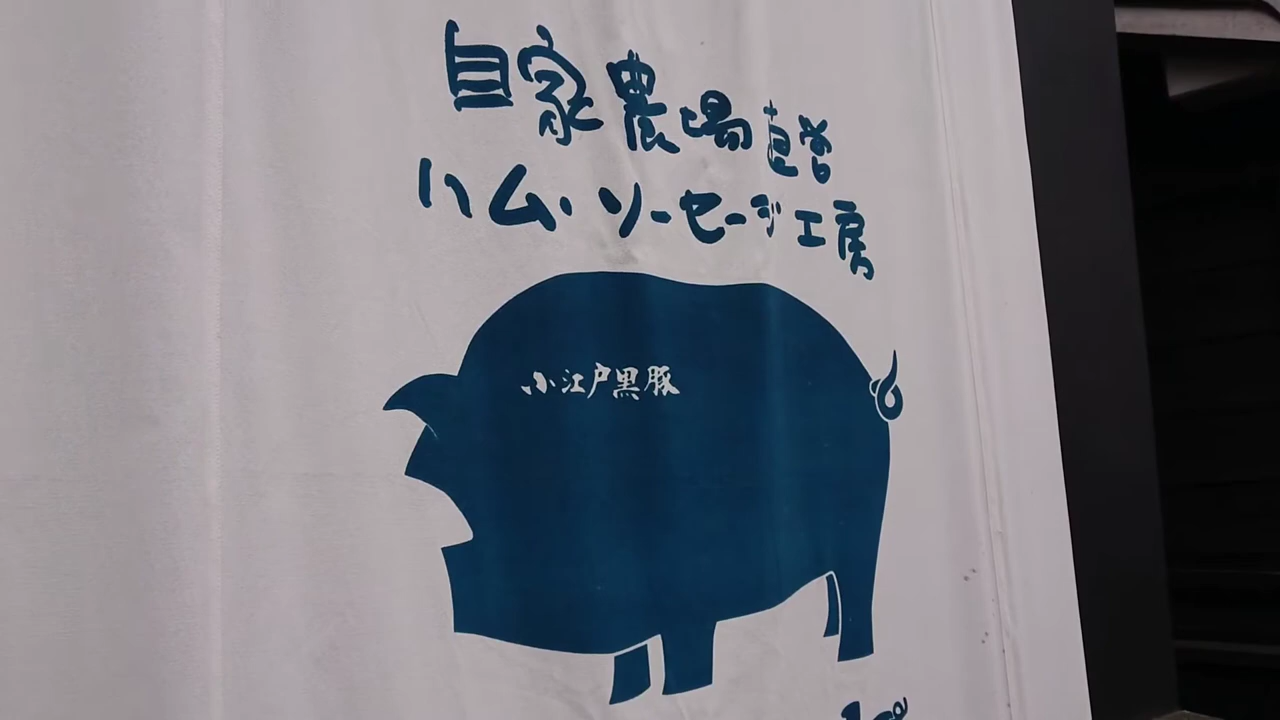 自家農場直営
ハム・ソーセージ工房
小江戸黒豚